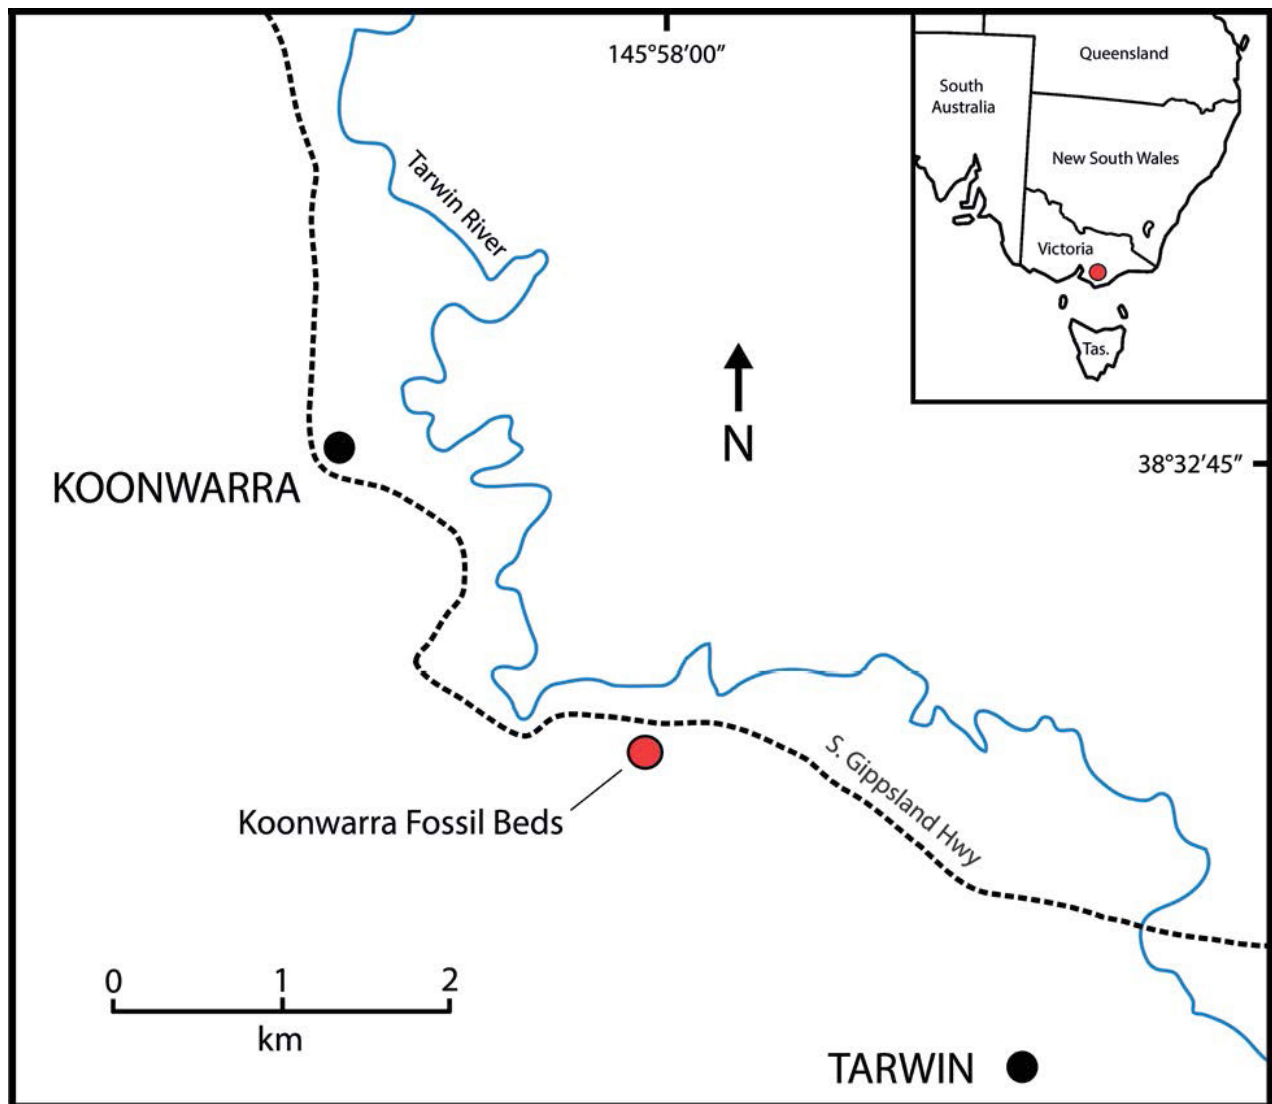 145°58′00″
Queensland
South
Australia
New South Wales
Victoria
Tas.
Tarwin River
N
38°32′45″
KOONWARRA
S. Gippsland Hwy
Koonwarra Fossil Beds
0 1 2
km
TARWIN